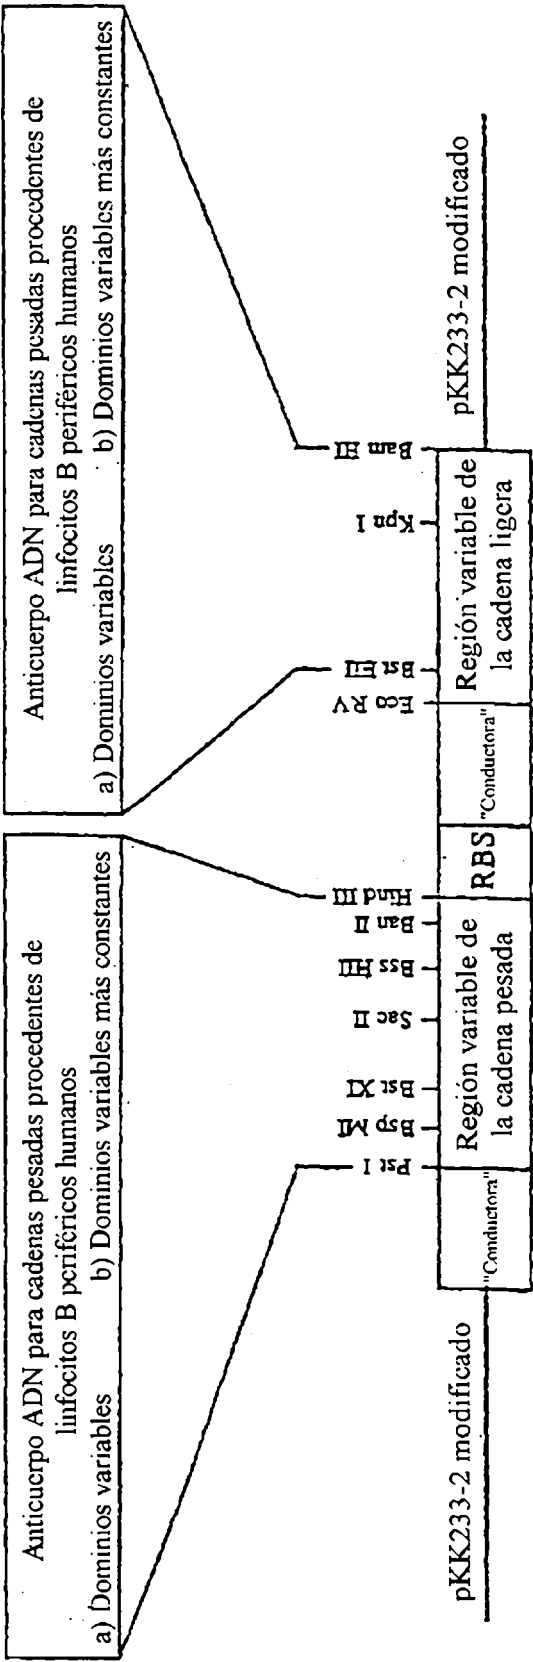 Anticuerpo ADN para cadenas pesadas procedentes de
linfocitos B periféricos humanos
a) Dominios variables b) Dominios variables más constantes
Anticuerpo ADN para cadenas pesadas procedentes de
linfocitos B periféricos humanos
a) Dominios variables b) Dominios variables más constantes
Pst I
Bsp MI
Bst XI
Sac II
Bss HII
Ban II
Hind III
Eco RV
Bst EII
Kpn I
Bam HI
pKK233-2 modificado
"Conductora"
Región variable de
la cadena pesada
RBS
"Conductora"
Región variable de
la cadena ligera
pKK233-2 modificado